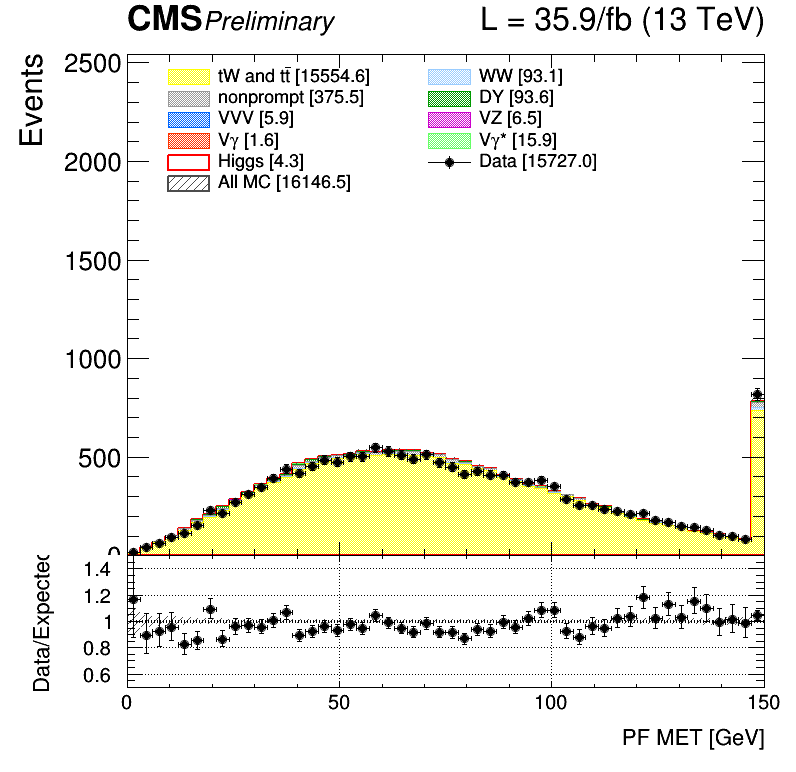 CMS Preliminary L = 35.9/fb (13 TeV)
Events
2500
2000
1500
1000
500
0
tW and tt̄ [15554.6]
nonprompt [375.5]
VVV [5.9]
Vγ [1.6]
Higgs [4.3]
All MC [16146.5]
WW [93.1]
DY [93.6]
VZ [6.5]
Vγ* [15.9]
Data [15727.0]
Data/Expected
1.4
1.2
1
0.8
0.6
0 50 100 150
PF MET [GeV]